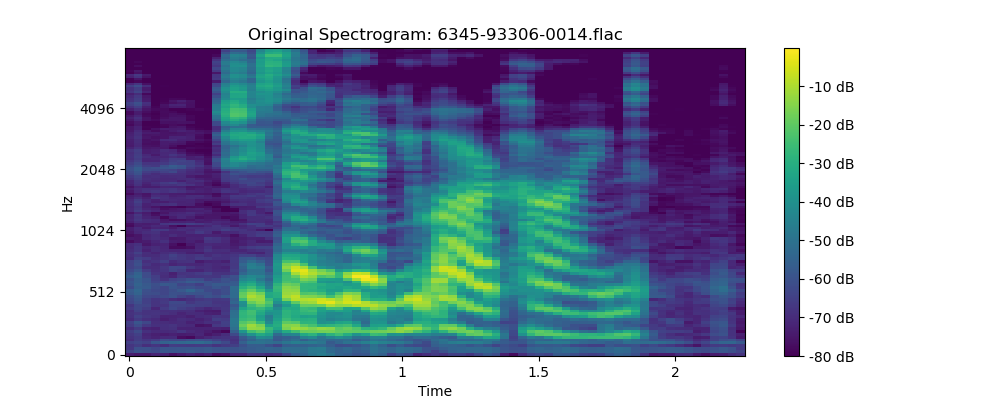 Original Spectrogram: 6345-93306-0014.flac
Hz
4096
2048
1024
512
0
0
0.5
1
1.5
2
Time
-10 dB
-20 dB
-30 dB
-40 dB
-50 dB
-60 dB
-70 dB
-80 dB